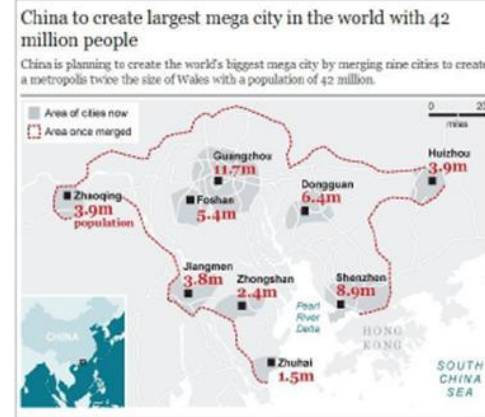 China to create largest mega city in the world with 42
million people
China is planning to create the world's biggest mega city by merging nine cities to create
a metropolis twice the size of Wales with a population of 42 million.
Area of cities now
Area once merged
0 20
miles
Guangzhou
11.7m
Huizhou
3.9m
Dongguan
6.4m
Zhaoqing
3.9m
population
Foshan
5.4m
Jiangmen
3.8m
Zhongshan
2.4m
Shenzhen
8.9m
Pearl
River
Delta
HONG
KONG
CHINA
Zhuhai
1.5m
SOUTH
CHINA
SEA